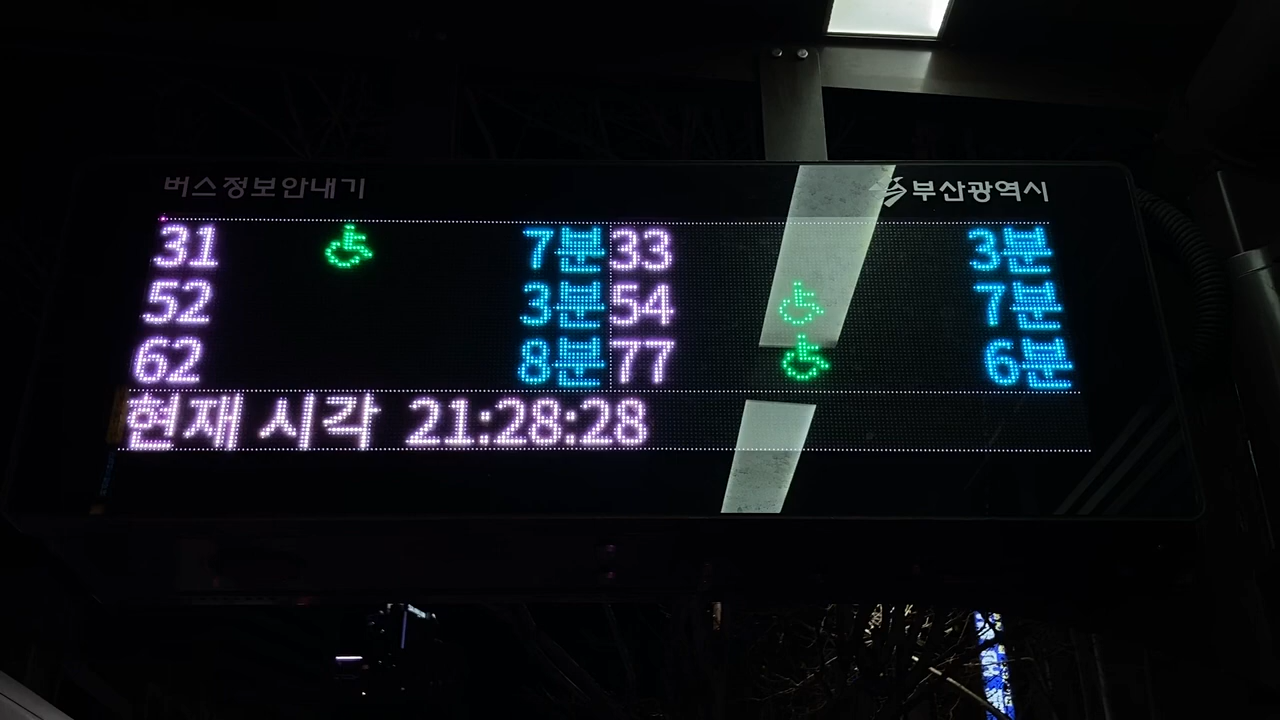 버스정보안내기 부산광역시
31 7분 33 3분
52 3분 54 7분
62 8분 77 6분
현재 시각 21:28:28